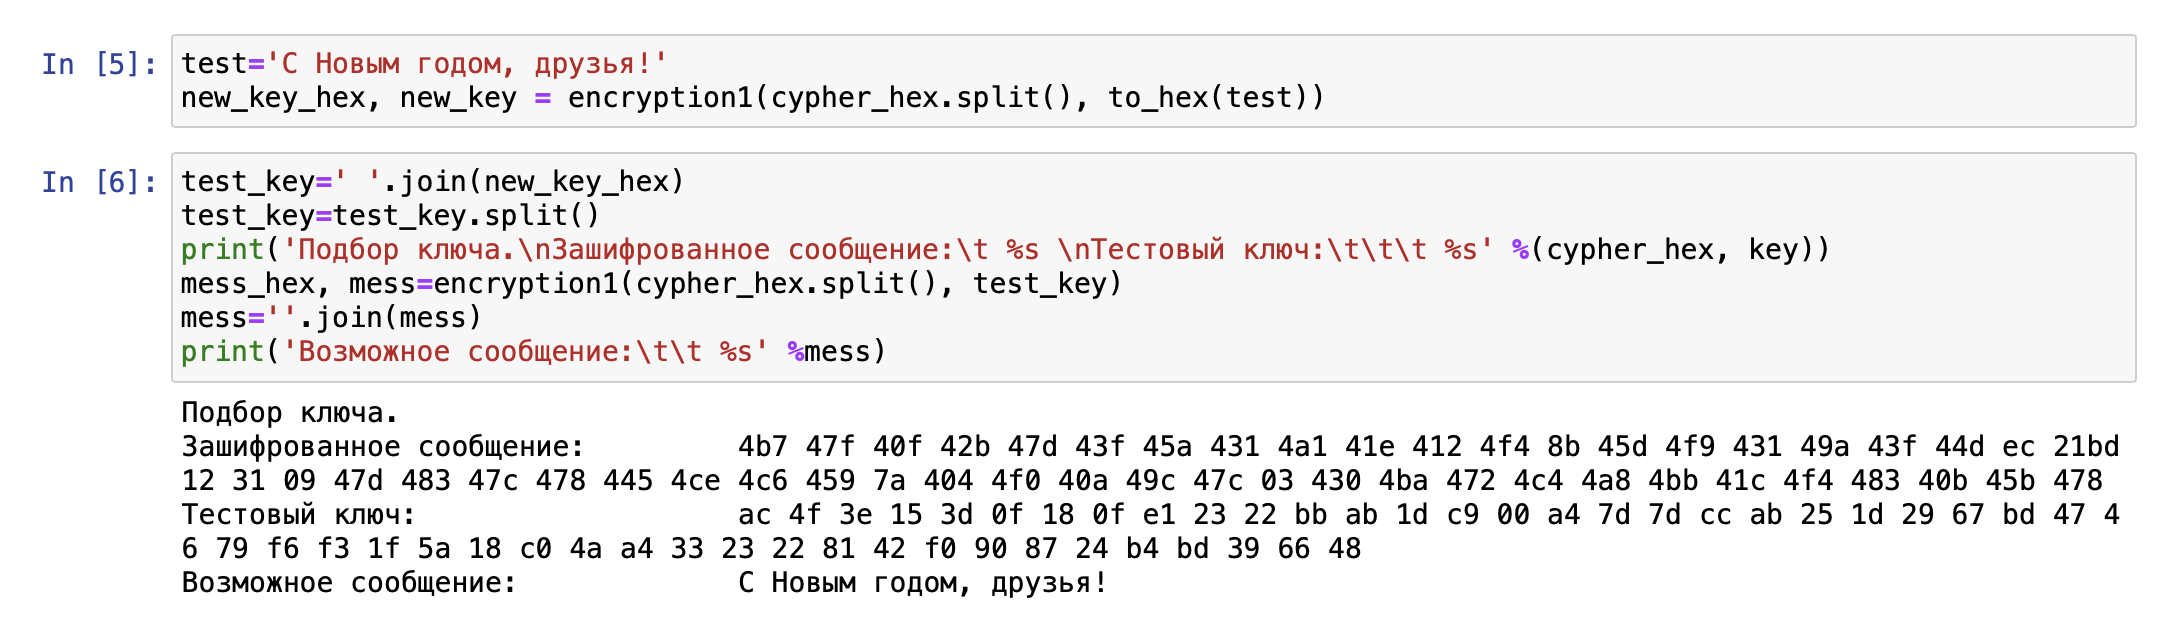 In [5]: test='С Новым годом, друзья!'
new_key_hex, new_key = encryption1(cypher_hex.split(), to_hex(test))
In [6]: test_key=' '.join(new_key_hex)
test_key=test_key.split()
print('Подбор ключа.\nЗашифрованное сообщение:\t %s \nТестовый ключ:\t\t\t %s' %(cypher_hex, key))
mess_hex, mess=encryption1(cypher_hex.split(), test_key)
mess=''.join(mess)
print('Возможное сообщение:\t\t %s' %mess)
Подбор ключа.
Зашифрованное сообщение: 4b7 47f 40f 42b 47d 43f 45a 431 4a1 41e 412 4f4 8b 45d 4f9 431 49a 43f 44d ec 21bd
12 31 09 47d 483 47c 478 445 4ce 4c6 459 7a 404 4f0 40a 49c 47c 03 430 4ba 472 4c4 4a8 4bb 41c 4f4 483 40b 45b 478
Тестовый ключ: ac 4f 3e 15 3d 0f 18 0f e1 23 22 bb ab 1d c9 00 a4 7d 7d cc ab 25 1d 29 67 bd 47 4
6 79 f6 f3 1f 5a 18 c0 4a a4 33 23 22 81 42 f0 90 87 24 b4 bd 39 66 48
Возможное сообщение: С Новым годом, друзья!